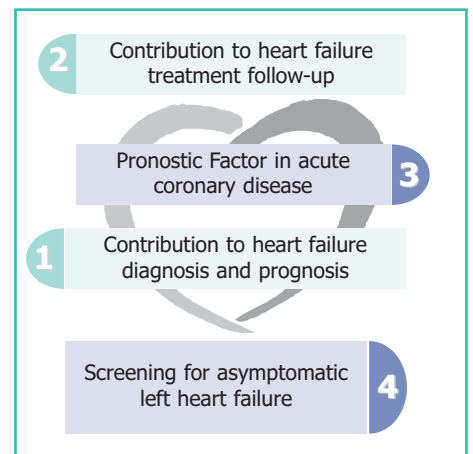 2
Contribution to heart failure
treatment follow-up
Pronostic Factor in acute
coronary disease
3
1
Contribution to heart failure
diagnosis and prognosis
Screening for asymptomatic
left heart failure
4